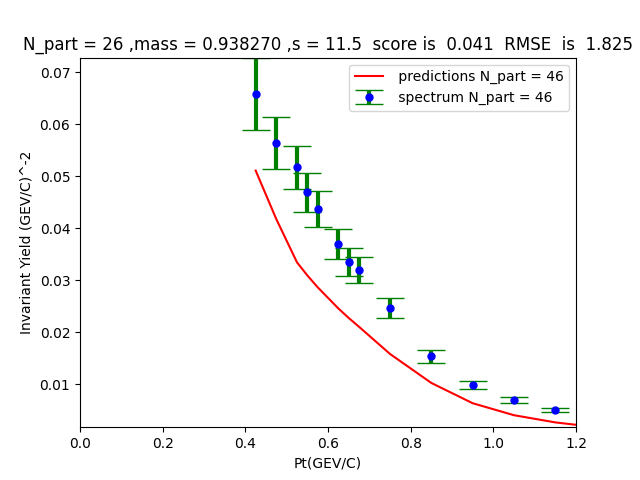 N_part = 26 ,mass = 0.938270 ,s = 11.5  score is  0.041  RMSE  is  1.825
predictions N_part = 46
spectrum N_part = 46
Invariant Yield (GEV/C)^-2
0.07
0.06
0.05
0.04
0.03
0.02
0.01
0.0 0.2 0.4 0.6 0.8 1.0 1.2
Pt(GEV/C)